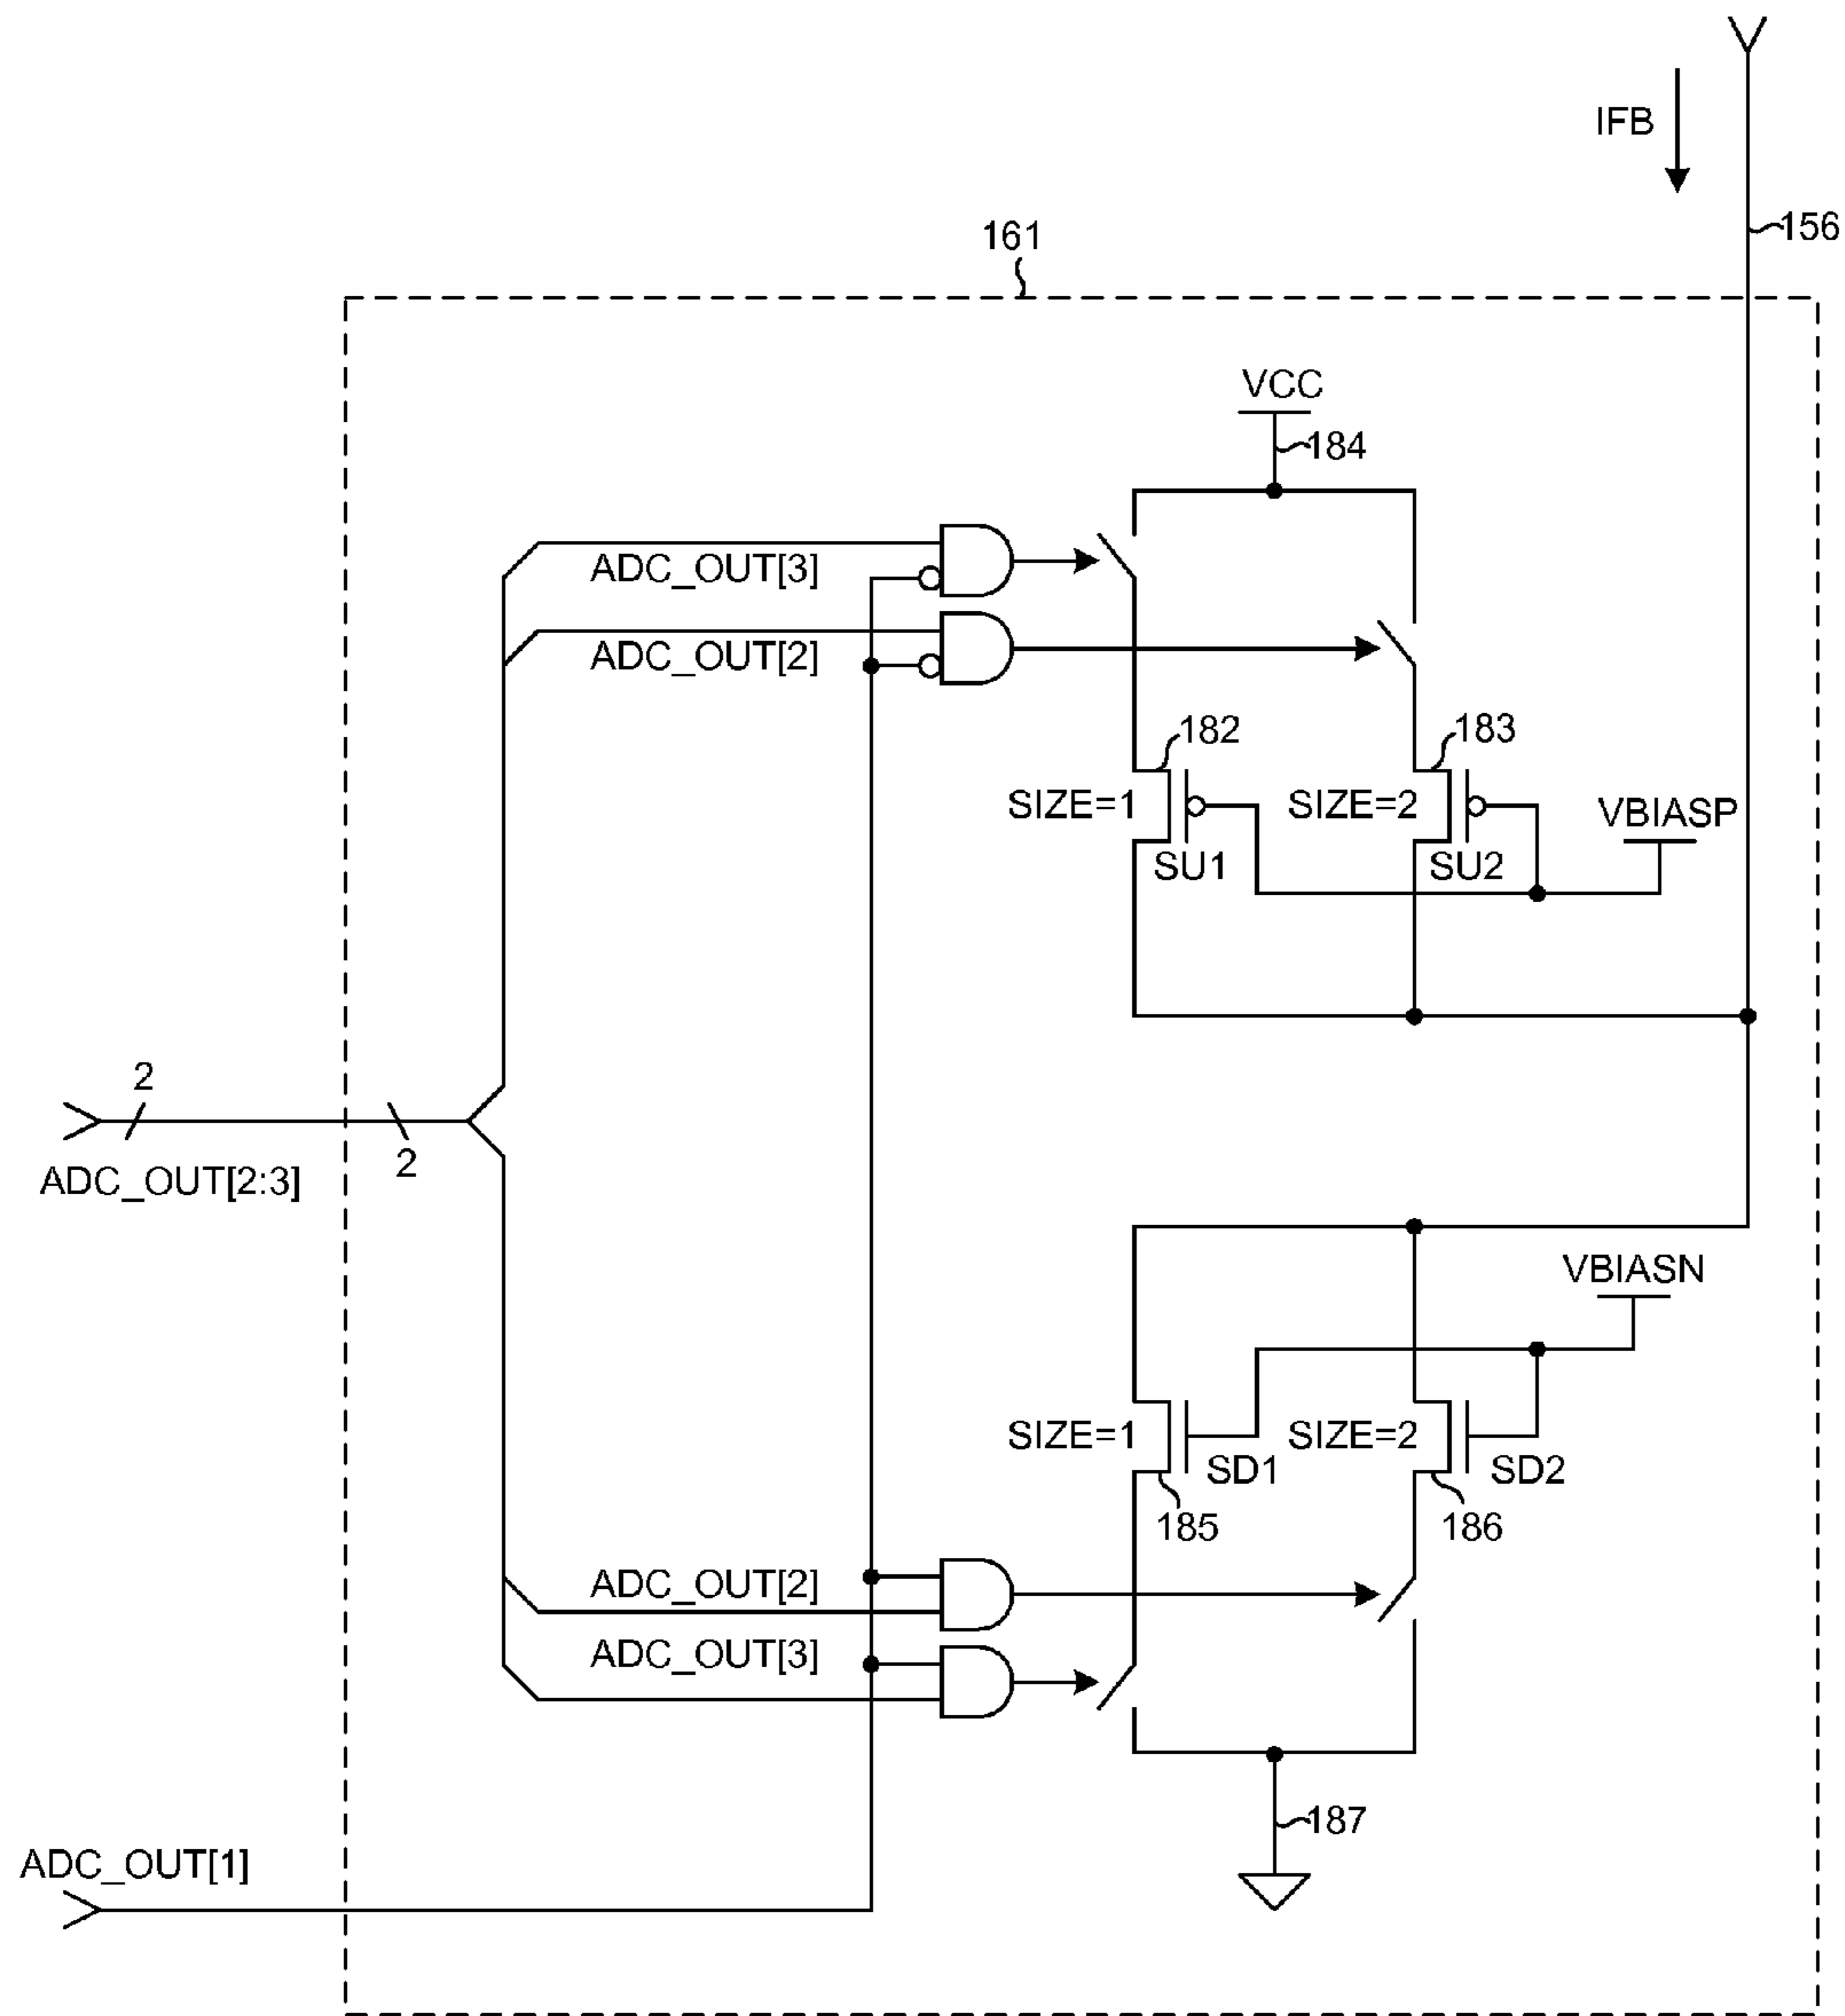 IFB
156
161
VCC
184
ADC_OUT[3]
ADC_OUT[2]
182
183
SIZE=1
SIZE=2
VBIASP
SU1
SU2
2
2
ADC_OUT[2:3]
VBIASN
SIZE=1
SIZE=2
SD1
SD2
185
186
ADC_OUT[2]
ADC_OUT[3]
187
ADC_OUT[1]